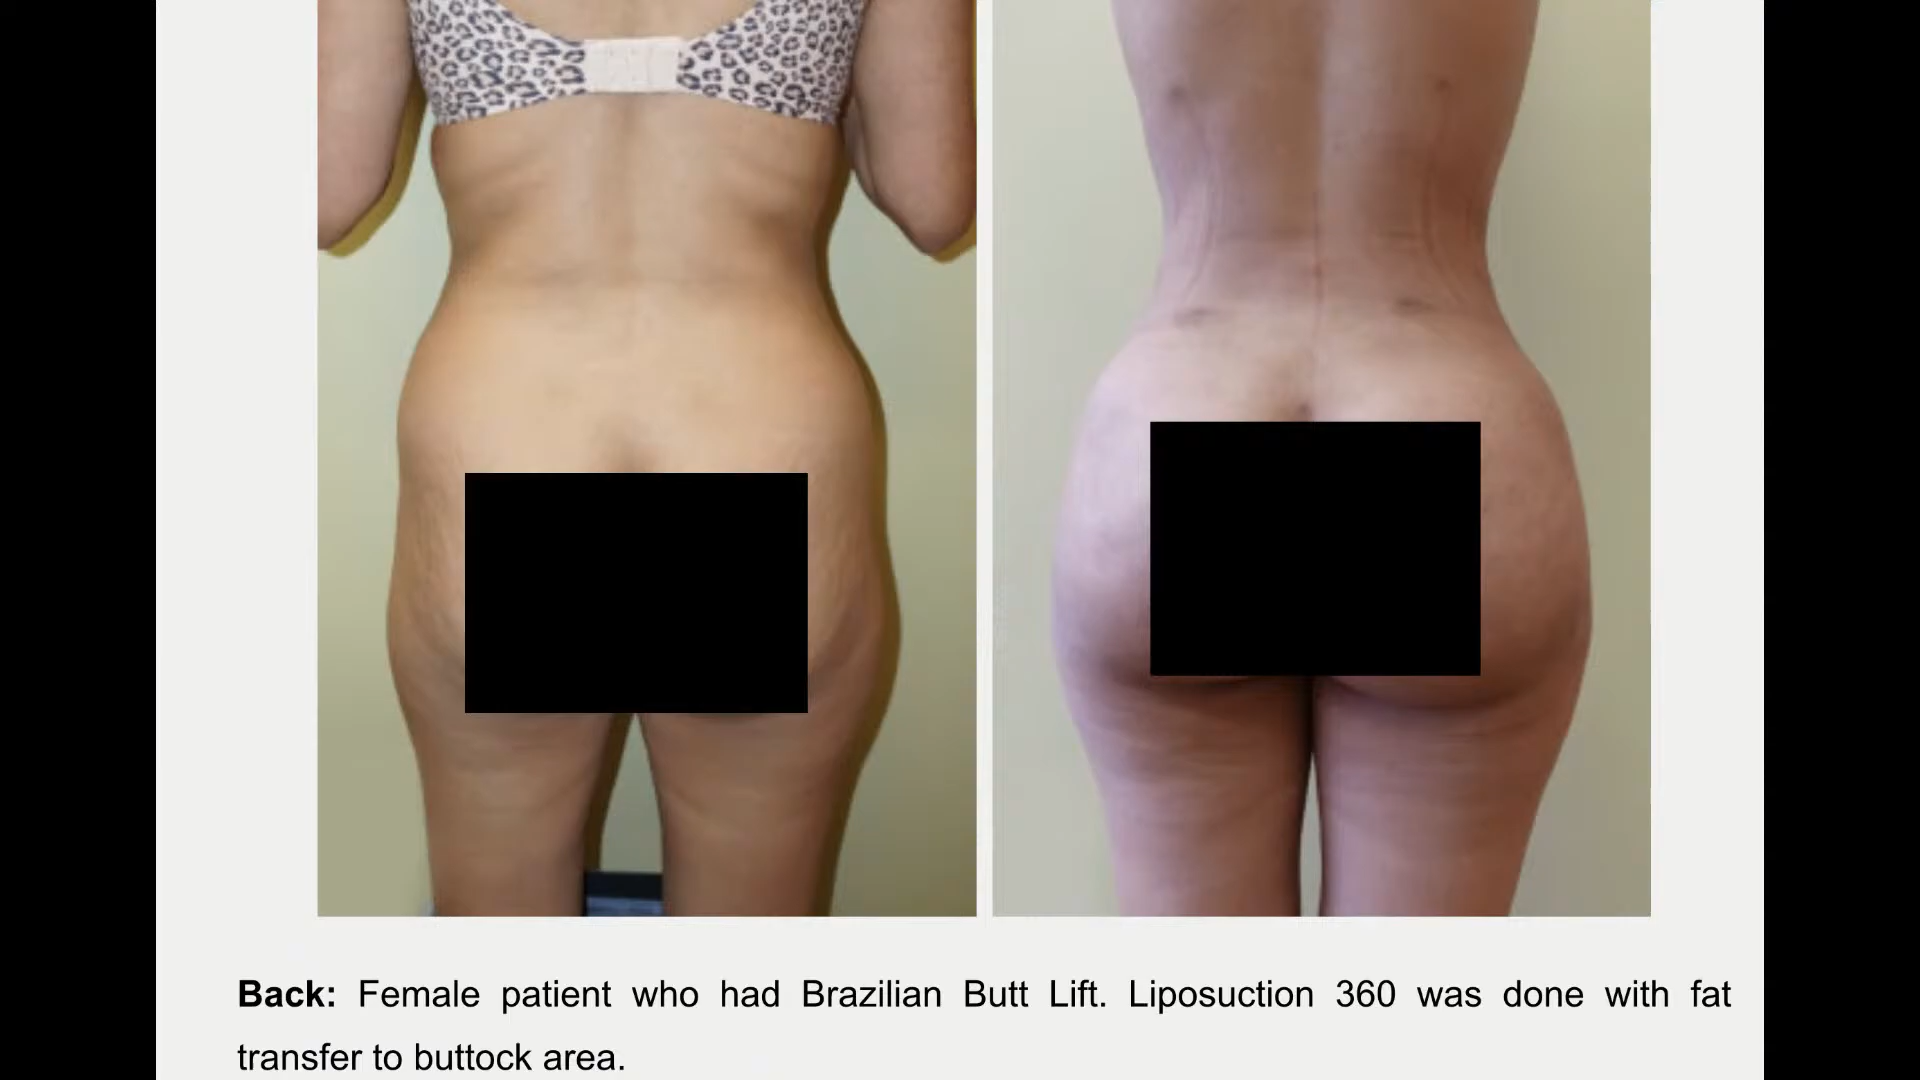 Back: Female patient who had Brazilian Butt Lift. Liposuction 360 was done with fat
transfer to buttock area.